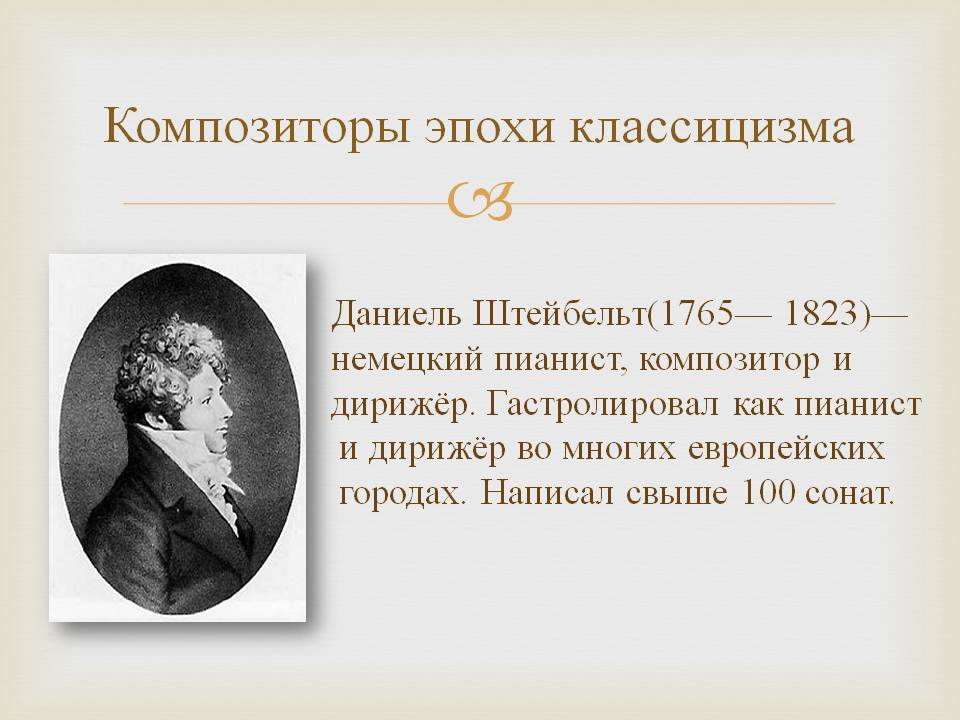 Композиторы эпохи классицизма
Даниель Штейбельт(1765— 1823)—
немецкий пианист, композитор и
дирижёр. Гастролировал как пианист
и дирижёр во многих европейских
городах. Написал свыше 100 сонат.